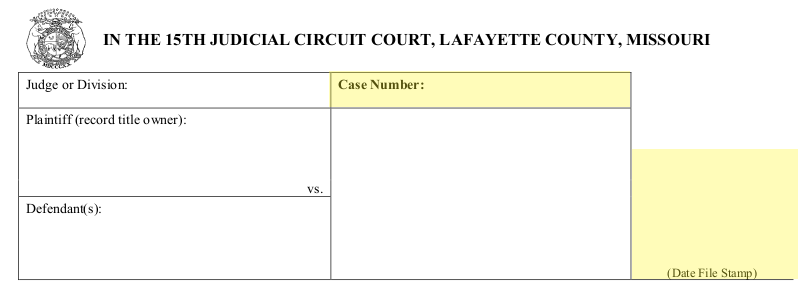 IN THE 15TH JUDICIAL CIRCUIT COURT, LAFAYETTE COUNTY, MISSOURI
Judge or Division:
Case Number:
Plaintiff (record title owner):
vs.
Defendant(s):
(Date File Stamp)